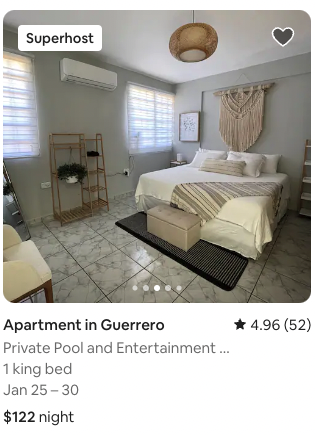 Superhost
Apartment in Guerrero
★ 4.96 (52)
Private Pool and Entertainment ...
1 king bed
Jan 25 – 30
$122 night